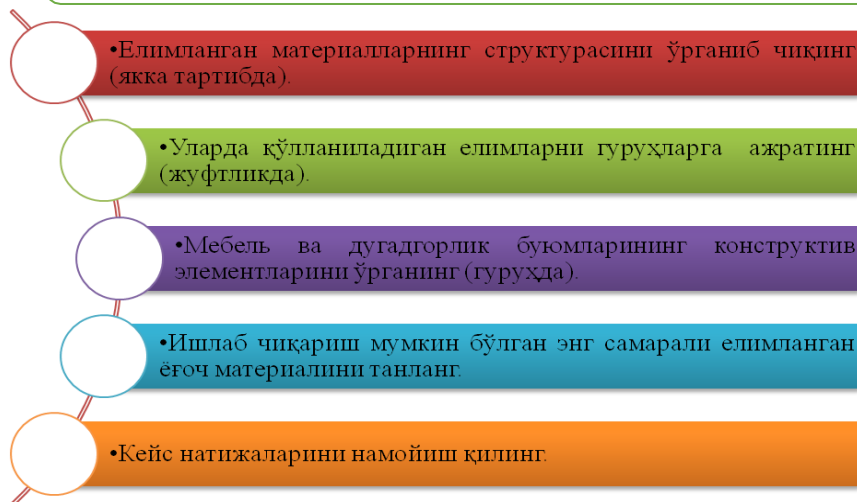 •Елимланган материалларнинг структурасини ўрганиб чиқинг
(якка тартибда).
•Уларда қўлланиладиган елимларни гуруҳларга ажратинг
(жуфтликда).
•Мебель ва дугадгорлик буюмларининг конструктив
элементларини ўрганинг (гуруҳда).
•Ишлаб чиқариш мумкин бўлган энг самарали елимланган
ёғоч материалини танланг.
•Кейс натижаларини намойиш қилинг.